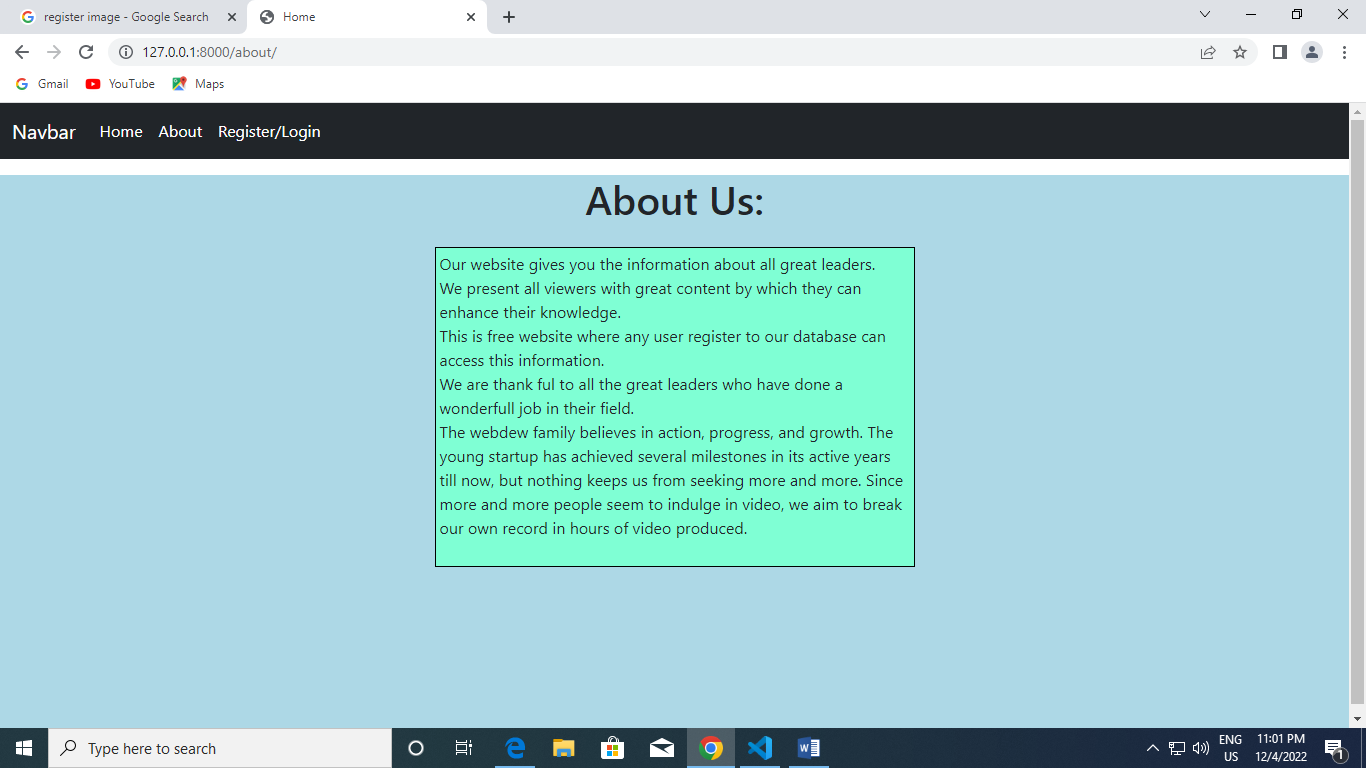 register image - Google Search
Home
127.0.0.1:8000/about/
Gmail
YouTube
Maps
Navbar
Home
About
Register/Login
About Us:
Our website gives you the information about all great leaders.
We present all viewers with great content by which they can
enhance their knowledge.
This is free website where any user register to our database can
access this information.
We are thank ful to all the great leaders who have done a
wonderfull job in their field.
The webdew family believes in action, progress, and growth. The
young startup has achieved several milestones in its active years
till now, but nothing keeps us from seeking more and more. Since
more and more people seem to indulge in video, we aim to break
our own record in hours of video produced.
Type here to search
ENG
US
11:01 PM
12/4/2022
1